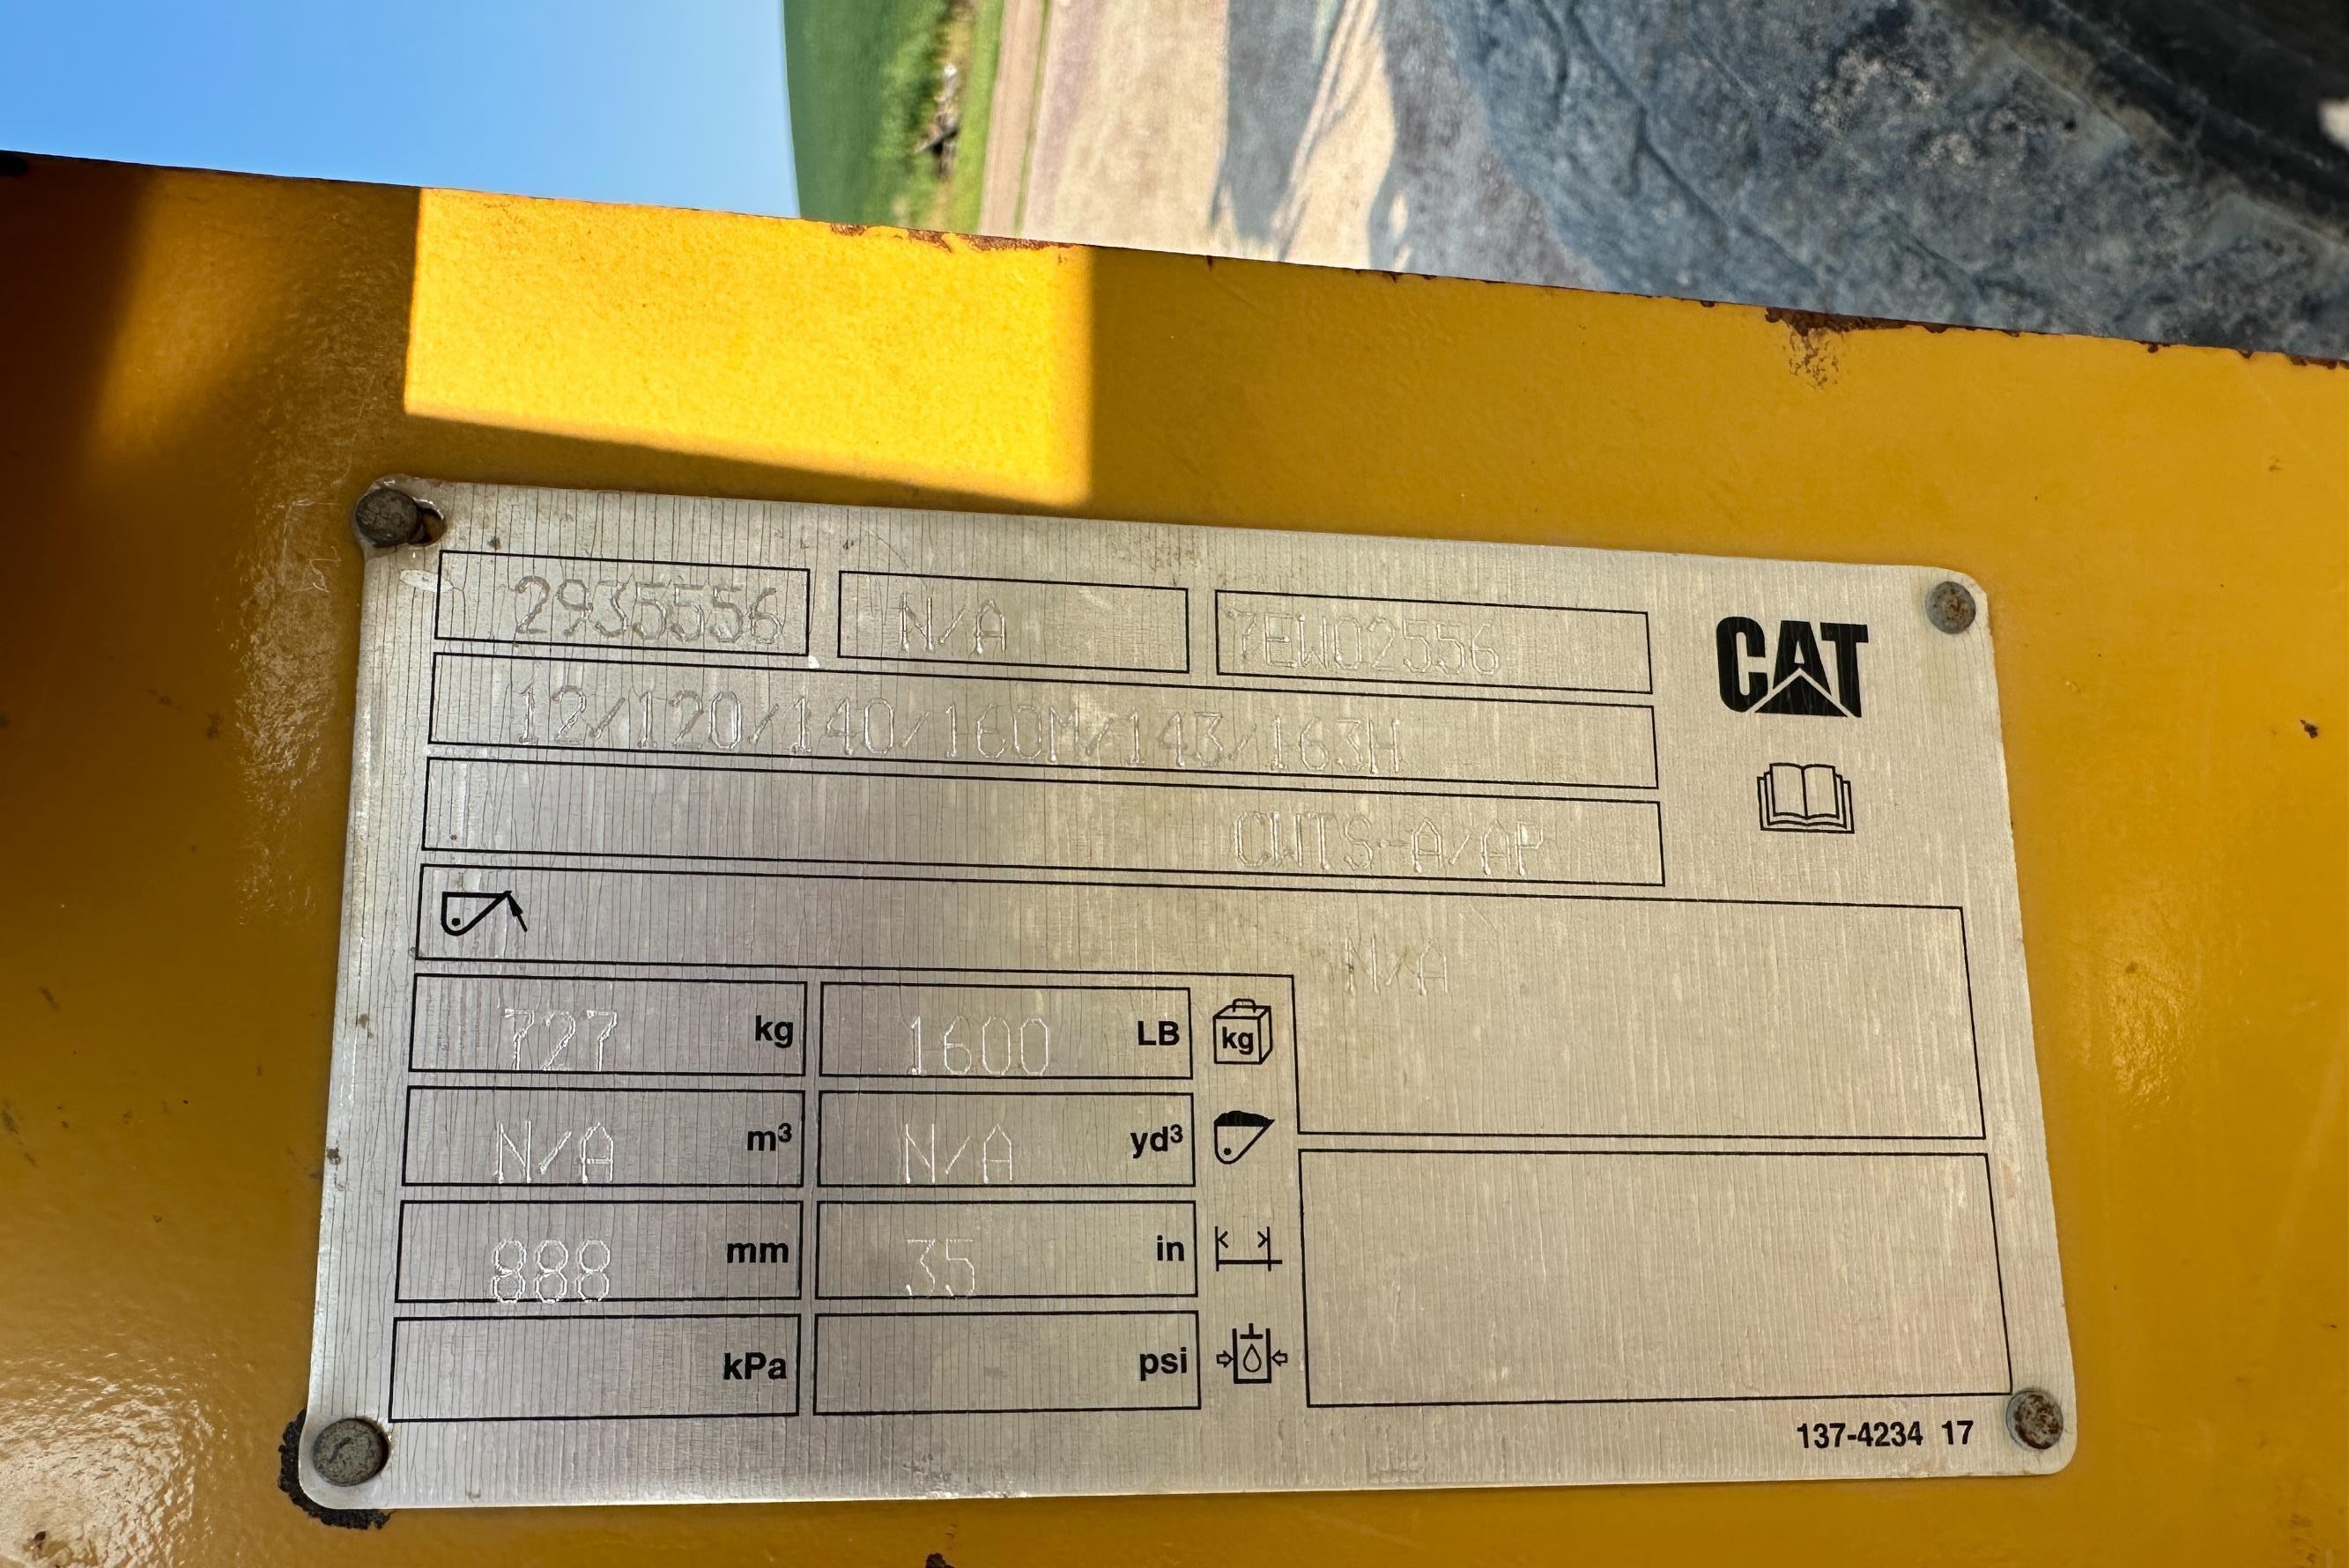 2935556 N/A 7EW02556
CAT
12/120/140/160M/143/163H
CWTS-A/AP
N/A
727 kg 1600 LB kg
N/A m³ N/A yd³
888 mm 35 in
kPa psi
137-4234 17